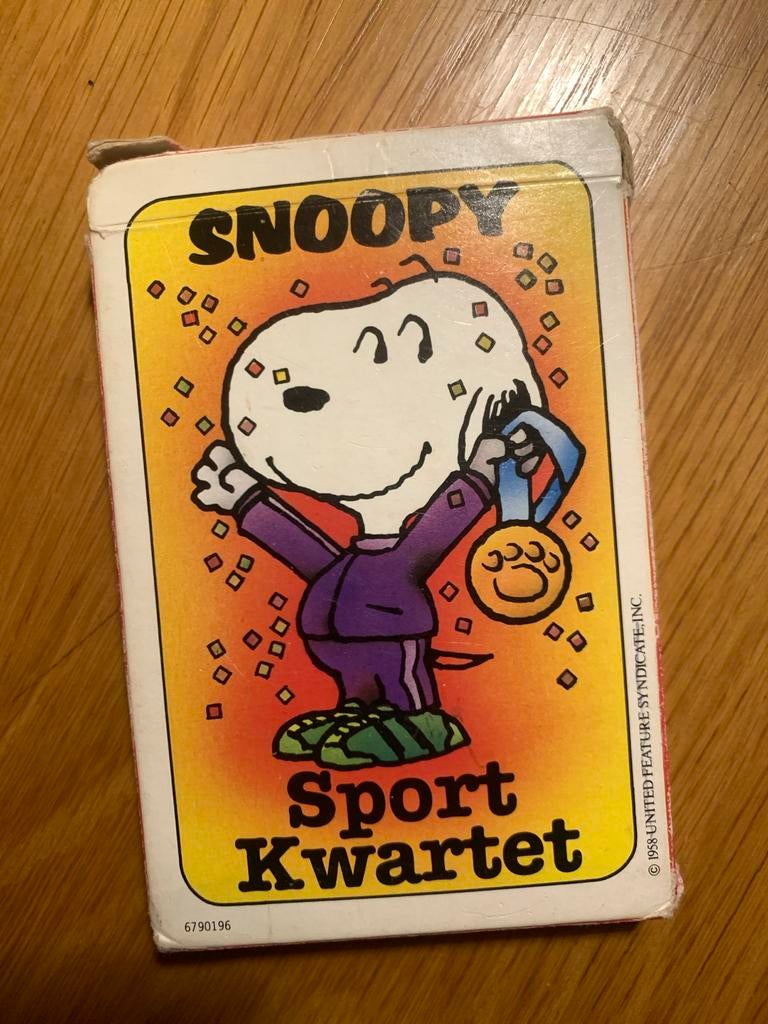 SNOOPY
Sport
Kwartet
© 1958 UNITED FEATURE SYNDICATE, INC.
6790196